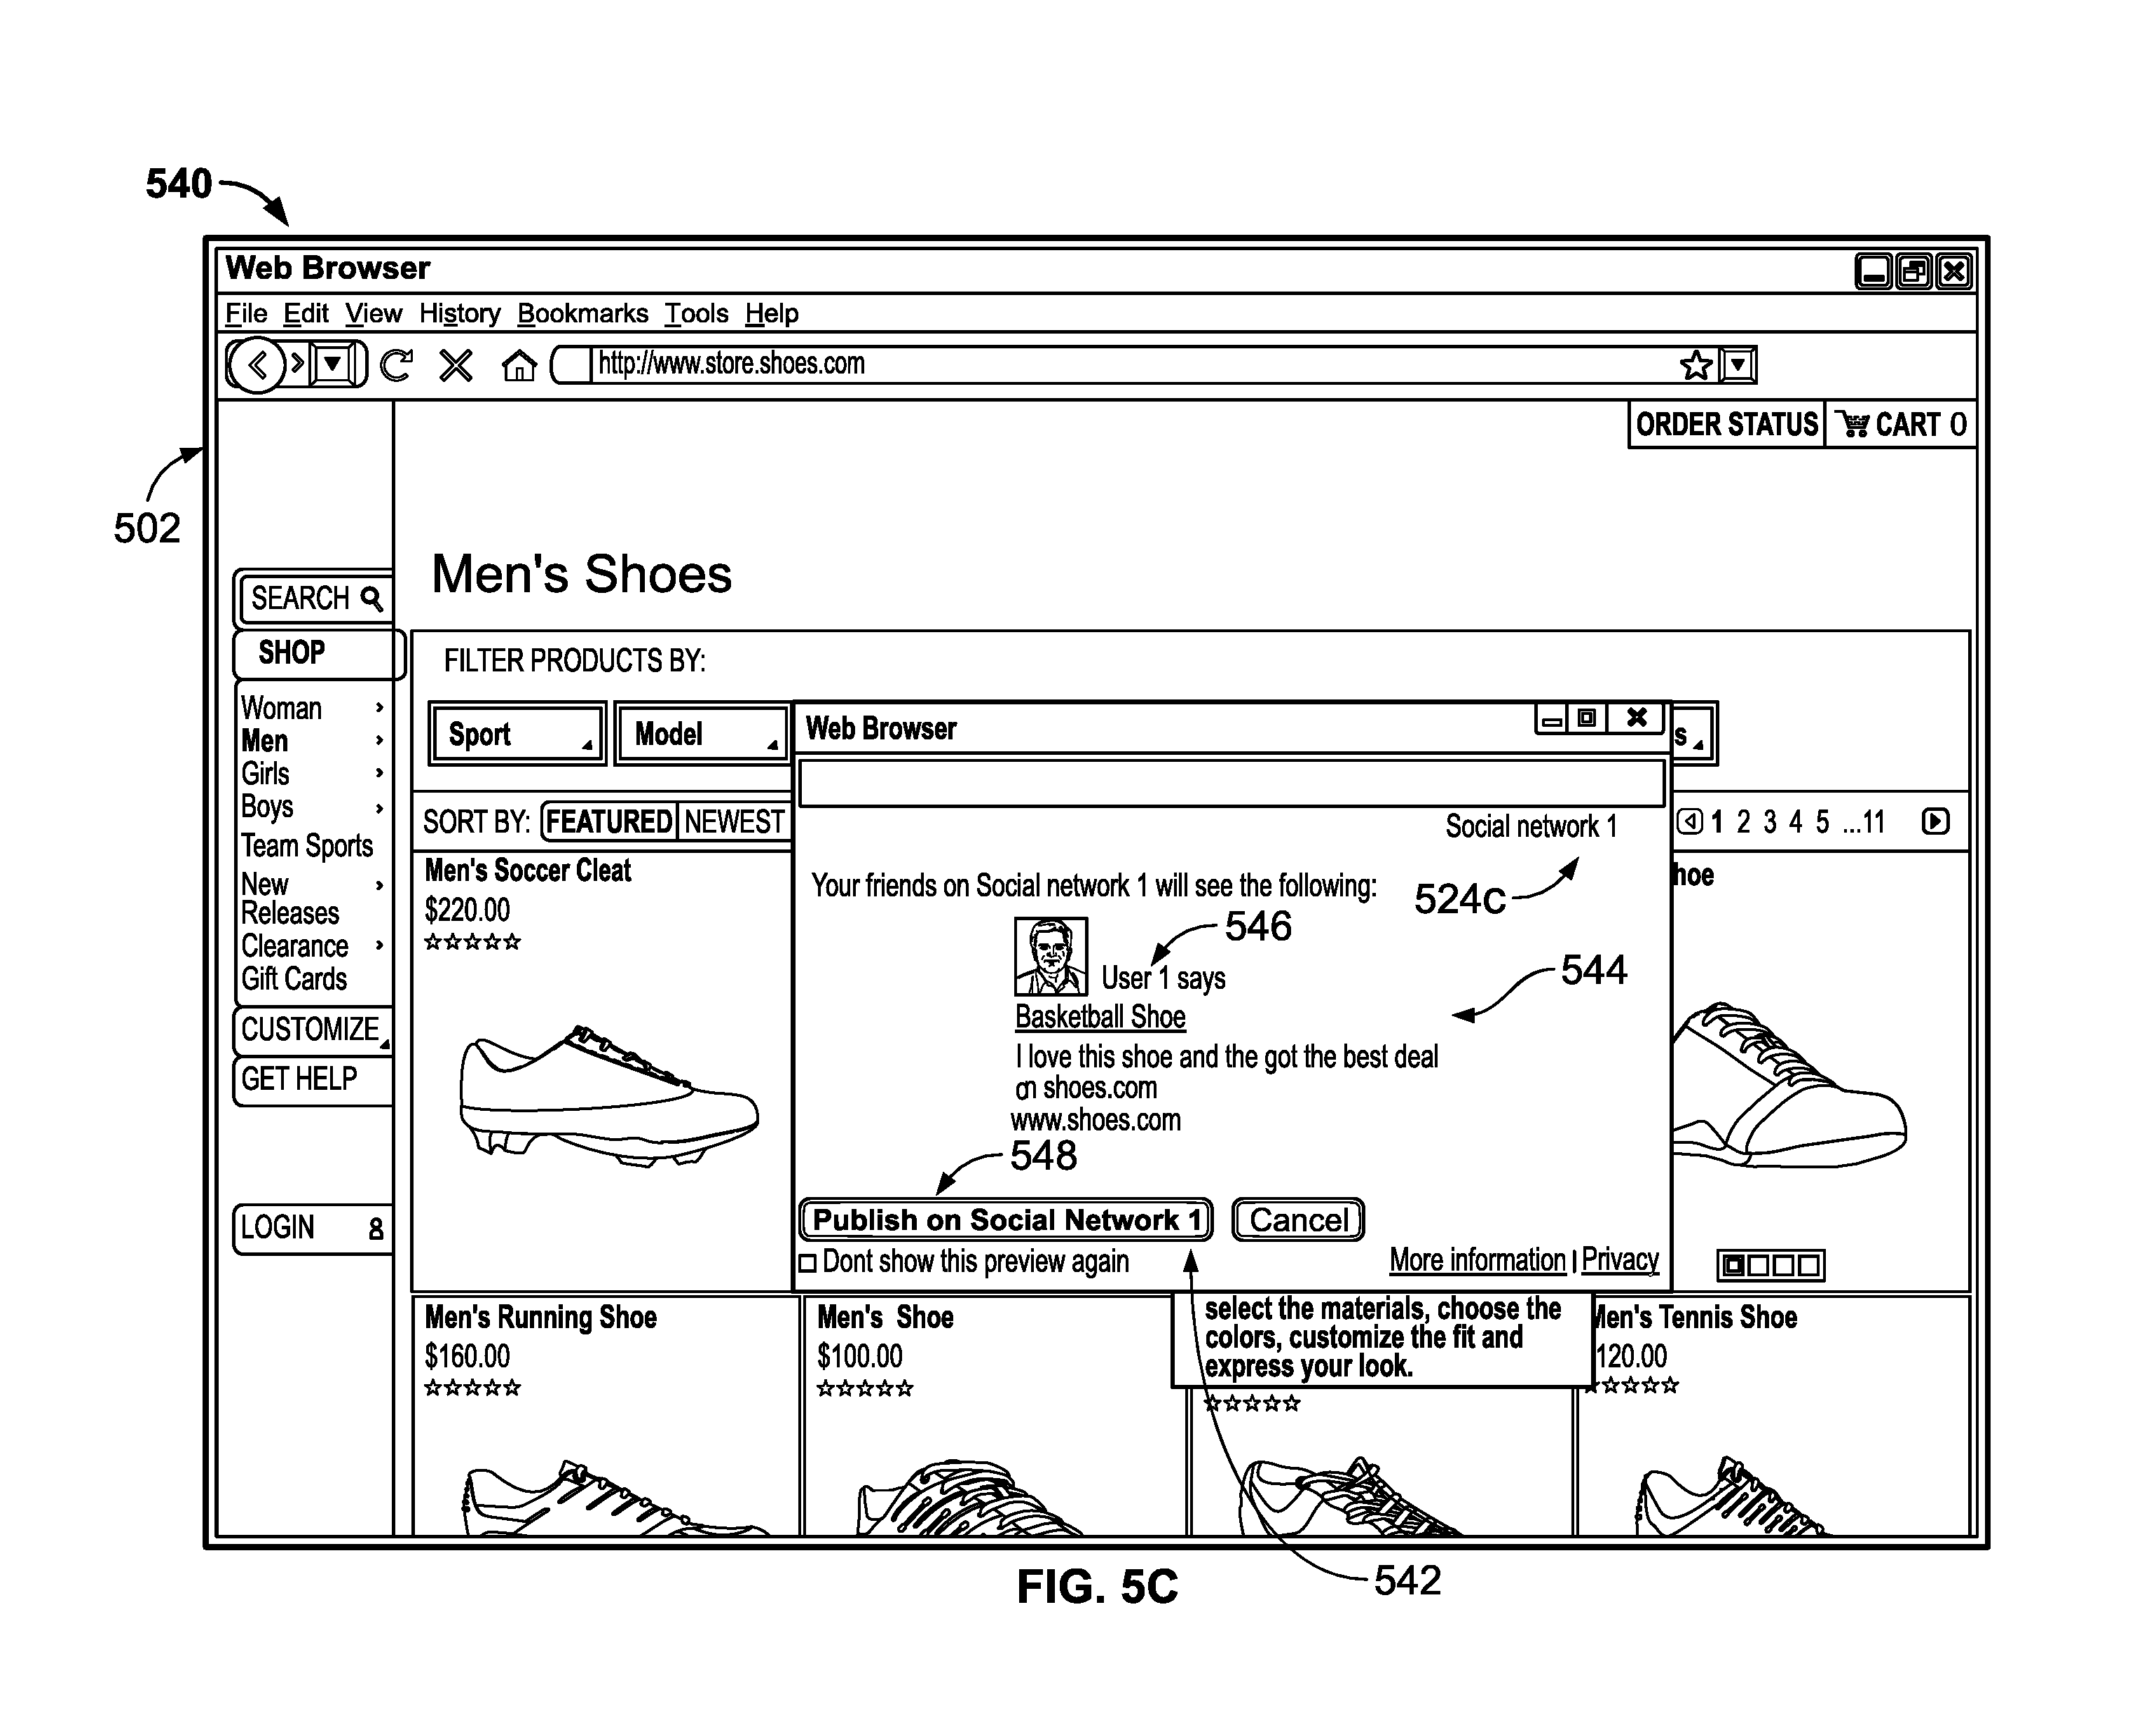 540
Web Browser
File Edit View History Bookmarks Tools Help
http://www.store.shoes.com
ORDER STATUS CART 0
502
Men's Shoes
SEARCH
SHOP
FILTER PRODUCTS BY:
Woman
Men
Girls
Boys
Team Sports
New
Releases
Clearance
Gift Cards
CUSTOMIZE
GET HELP
LOGIN
Sport Model s
SORT BY: FEATURED NEWEST
1 2 3 4 5 ...11
Men's Soccer Cleat
$220.00
hoe
Web Browser
Social network 1
524c
Your friends on Social network 1 will see the following:
546
User 1 says
544
Basketball Shoe
I love this shoe and the got the best deal
on shoes.com
www.shoes.com
548
Publish on Social Network 1 Cancel
Dont show this preview again
More information | Privacy
select the materials, choose the
colors, customize the fit and
express your look.
Men's Running Shoe
$160.00
Men's Shoe
$100.00
Men's Tennis Shoe
120.00
542
FIG. 5C